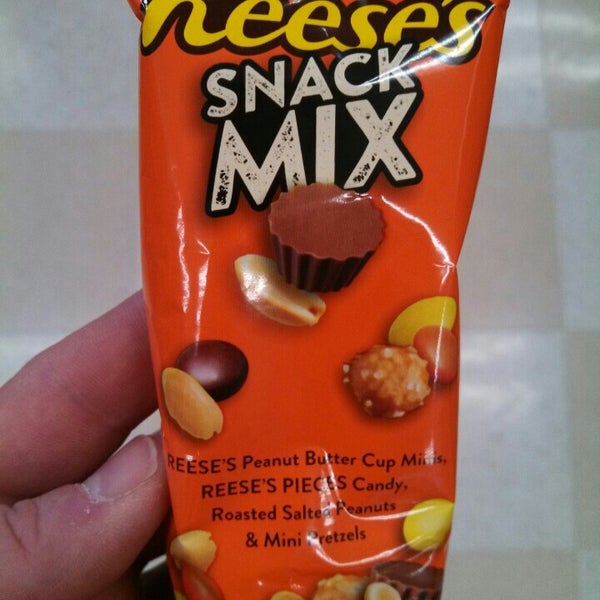 Reese's
SNACK
MIX
REESE'S Peanut Butter Cup Minis,
REESE'S PIECES Candy,
Roasted Salted Peanuts
& Mini Pretzels